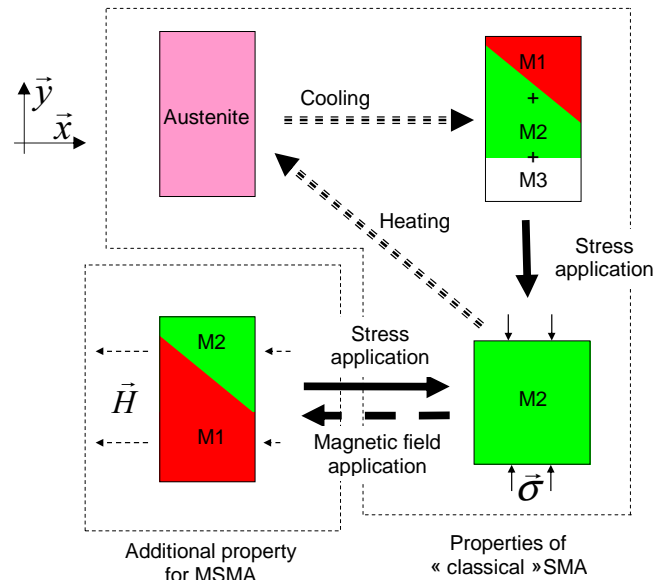 M1
y
Cooling
+
x
Austenite
M2
+
M3
Heating
Stress
application
M2
Stress
application
H
M2
M1
Magnetic field
application
σ
Additional property
for MSMA
Properties of
« classical »SMA